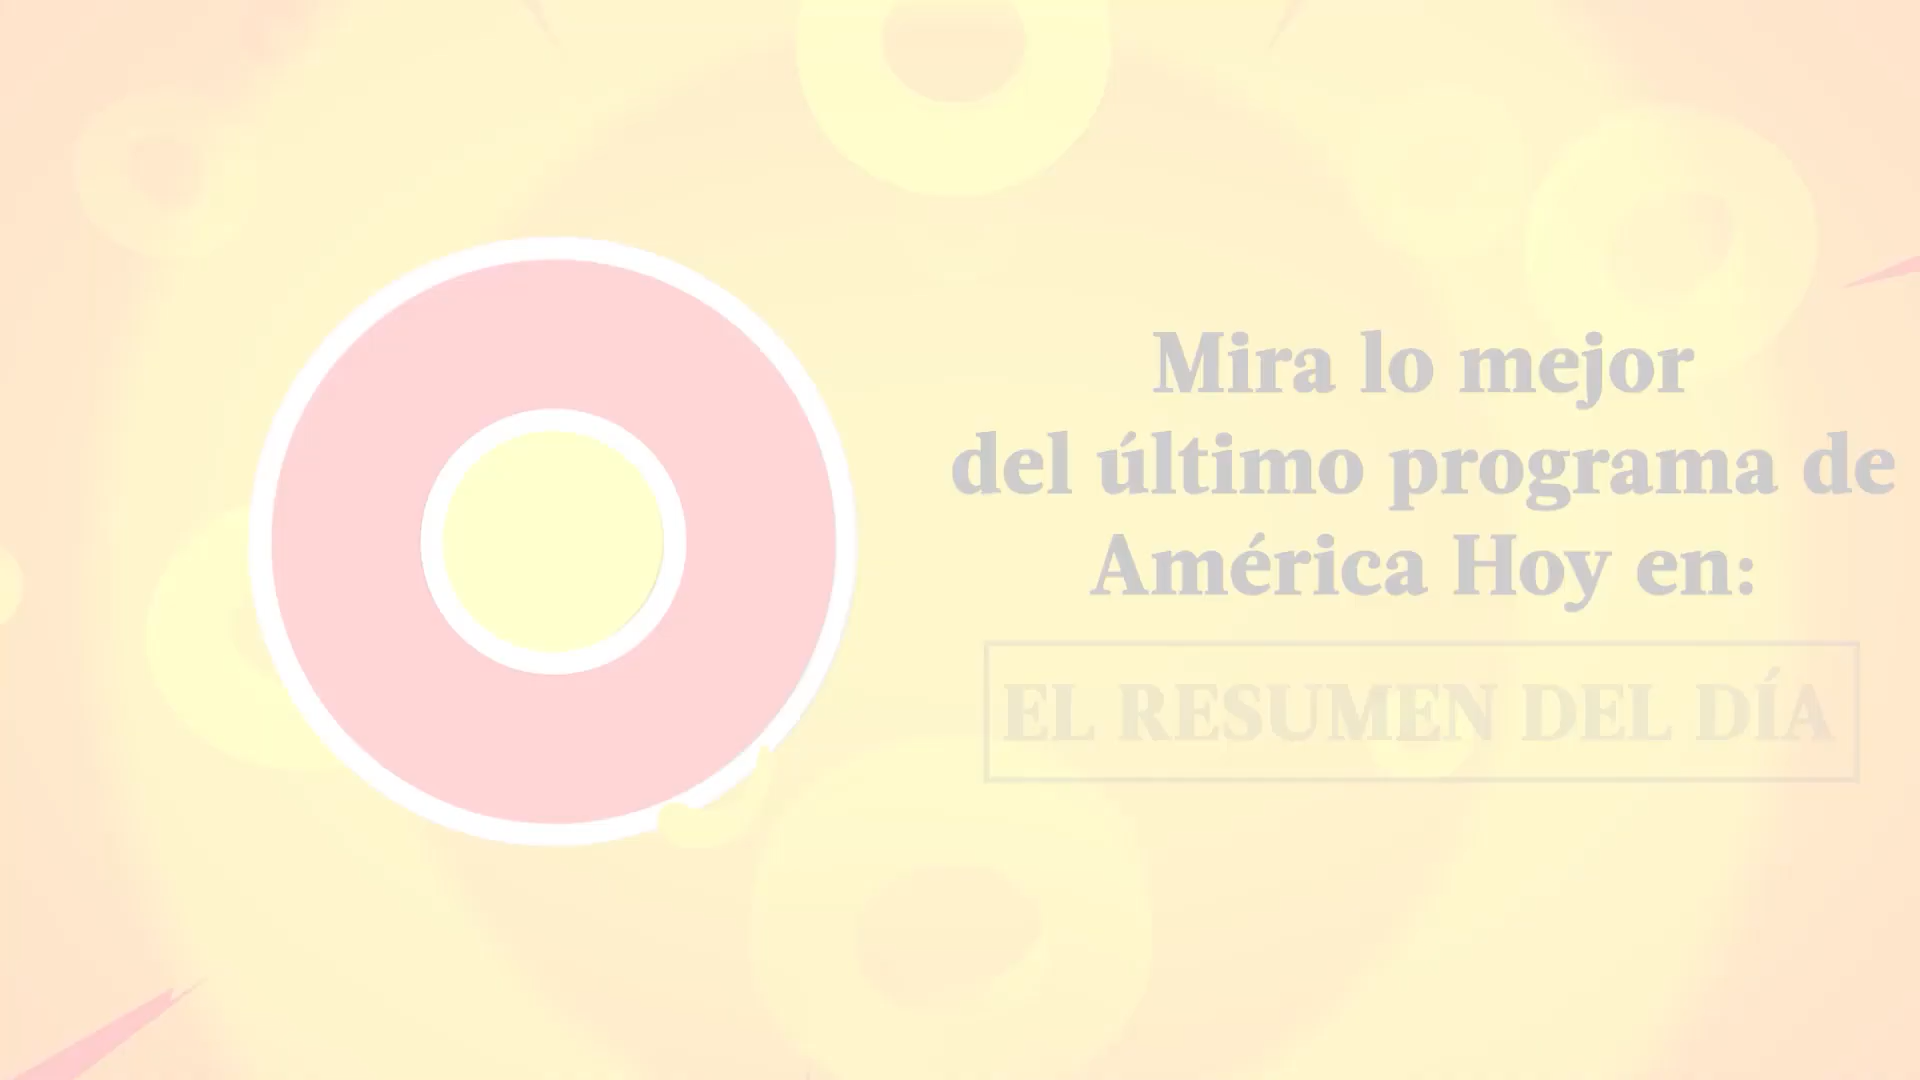 Mira lo mejor
del último programa de
América Hoy en:
EL RESUMEN DEL DÍA